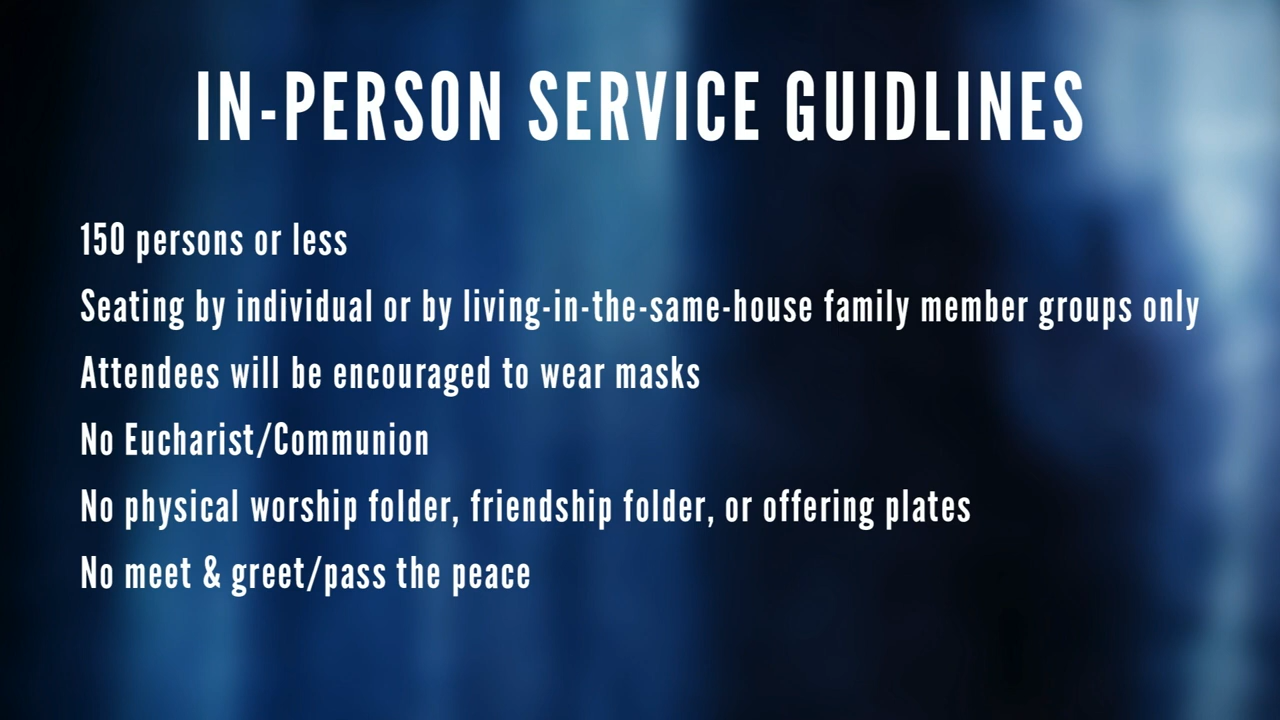 IN-PERSON SERVICE GUIDLINES
150 persons or less
Seating by individual or by living-in-the-same-house family member groups only
Attendees will be encouraged to wear masks
No Eucharist/Communion
No physical worship folder, friendship folder, or offering plates
No meet & greet/pass the peace